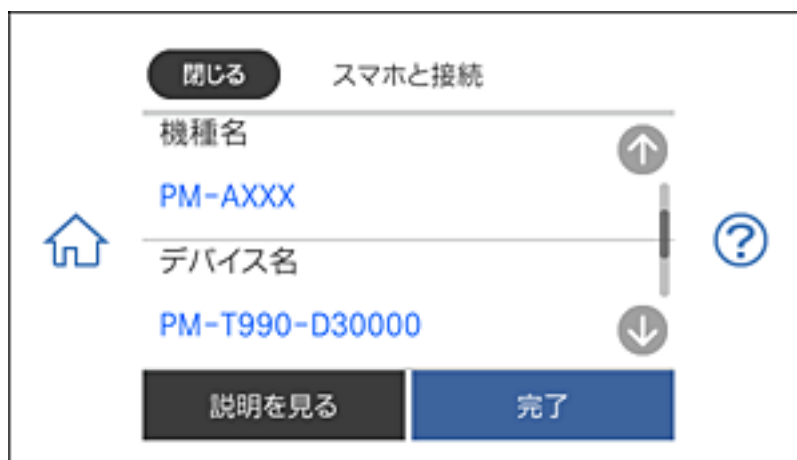 閉じる
スマホと接続
機種名
PM-AXXX
デバイス名
PM-T990-D30000
説明を見る
完了